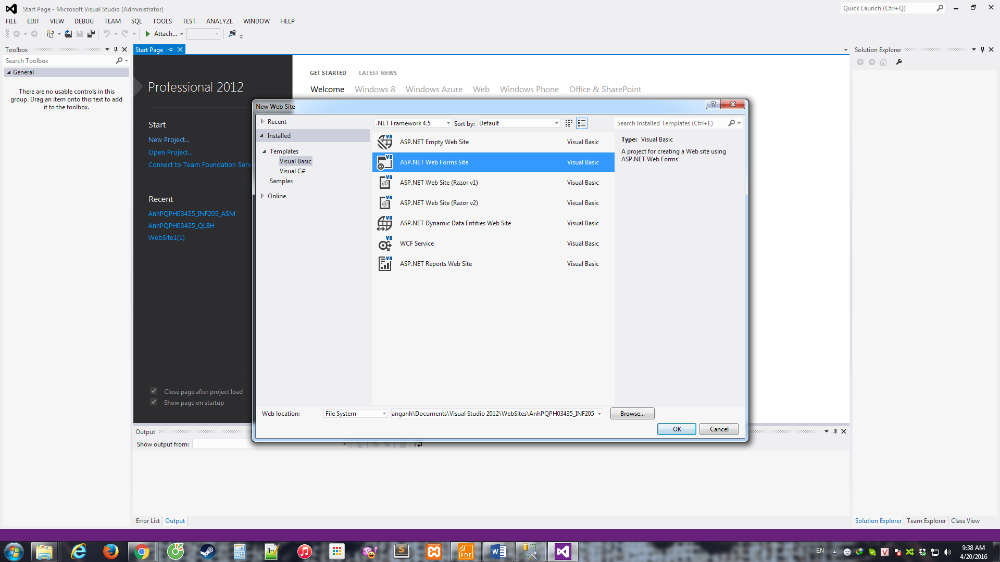 Start Page - Microsoft Visual Studio (Administrator)
Quick Launch (Ctrl+Q)
FILE EDIT VIEW DEBUG TEAM SQL TOOLS TEST ANALYZE WINDOW HELP
Attach...
Toolbox
Start Page
Solution Explorer
Search Toolbox
General
There are no usable controls in this
group. Drag an item onto this text to add
it to the toolbox.
Professional 2012
GET STARTED LATEST NEWS
Welcome Windows 8 Windows Azure Web Windows Phone Office & SharePoint
Start
New Project...
Open Project...
Connect to Team Foundation Serv
Recent
AnhPQPH03435_INF205_ASM
AnhPQPH03435_QLBH
WebSite1(1)
Close page after project load
Show page on startup
New Web Site
Recent
Installed
Templates
Visual Basic
Visual C#
Samples
Online
.NET Framework 4.5 Sort by: Default
Search Installed Templates (Ctrl+E)
VB ASP.NET Empty Web Site Visual Basic
VB ASP.NET Web Forms Site Visual Basic
VB ASP.NET Web Site (Razor v1) Visual Basic
VB ASP.NET Web Site (Razor v2) Visual Basic
VB ASP.NET Dynamic Data Entities Web Site Visual Basic
VB WCF Service Visual Basic
VB ASP.NET Reports Web Site Visual Basic
Type: Visual Basic
A project for creating a Web site using
ASP.NET Web Forms
Web location: File System anganh\Documents\Visual Studio 2012\WebSites\AnhPQPH03435_INF205 Browse...
OK Cancel
Output
Show output from:
Error List Output
Solution Explorer Team Explorer Class View
PDF
EN
9:38 AM
4/20/2016